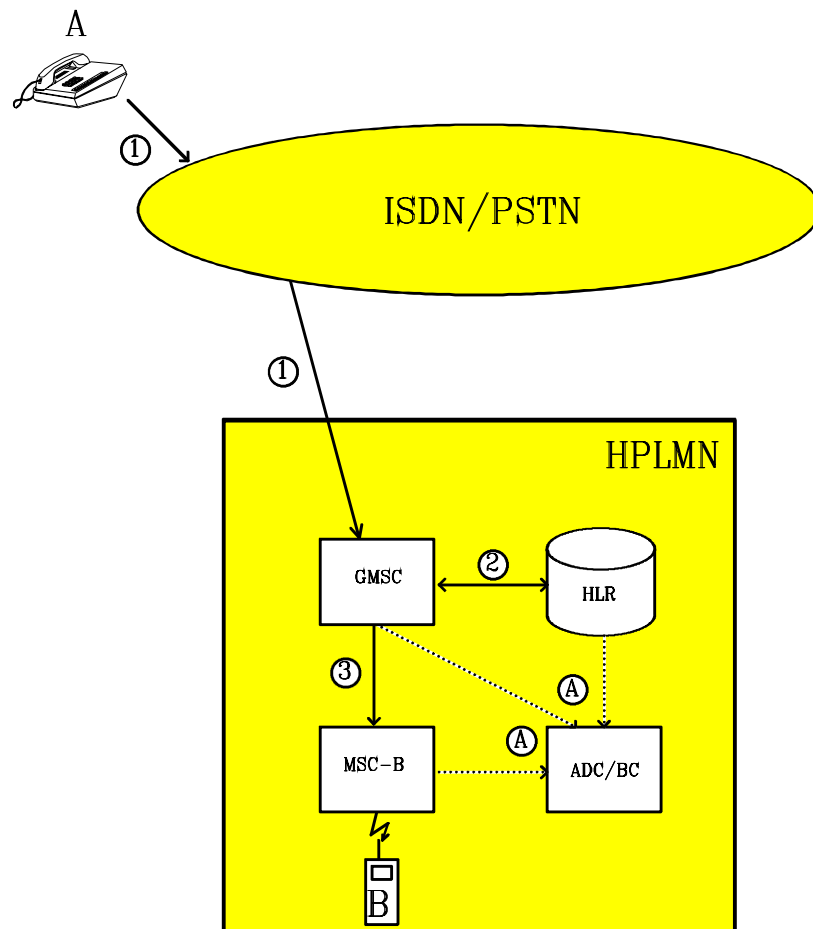 A
1
ISDN/PSTN
1
HPLMN
GMSC
2
HLR
3
A
A
MSC-B
ADC/BC
B